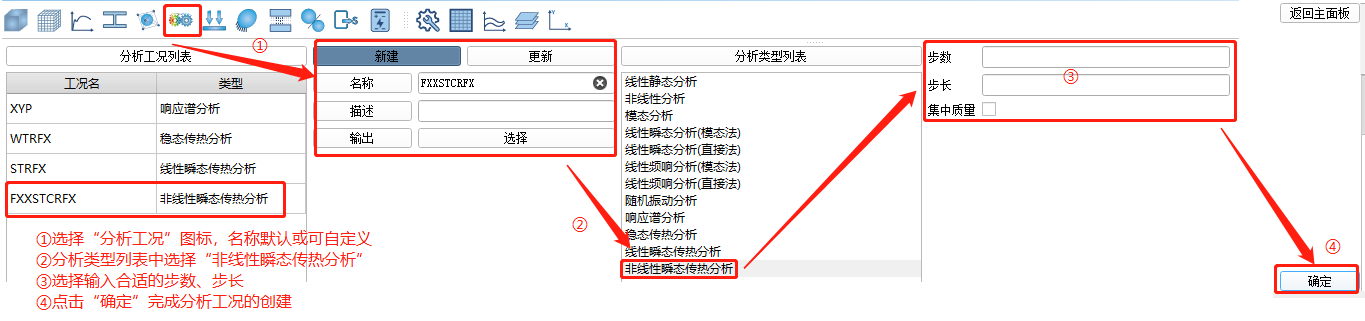 返回主面板
①
分析工况列表
工况名 类型
XYP 响应谱分析
WTRFX 稳态传热分析
STRFX 线性瞬态传热分析
FXXSTCRFX 非线性瞬态传热分析
新建 更新
名称 FXXSTCRFX
描述
输出 选择
②
分析类型列表
线性静态分析
非线性分析
模态分析
线性瞬态分析(模态法)
线性瞬态分析(直接法)
线性频响分析(模态法)
线性频响分析(直接法)
随机振动分析
响应谱分析
稳态传热分析
线性瞬态传热分析
非线性瞬态传热分析
步数
步长
③
集中质量
④
确定
①选择“分析工况”图标，名称默认或可自定义
②分析类型列表中选择“非线性瞬态传热分析”
③选择输入合适的步数、步长
④点击“确定”完成分析工况的创建